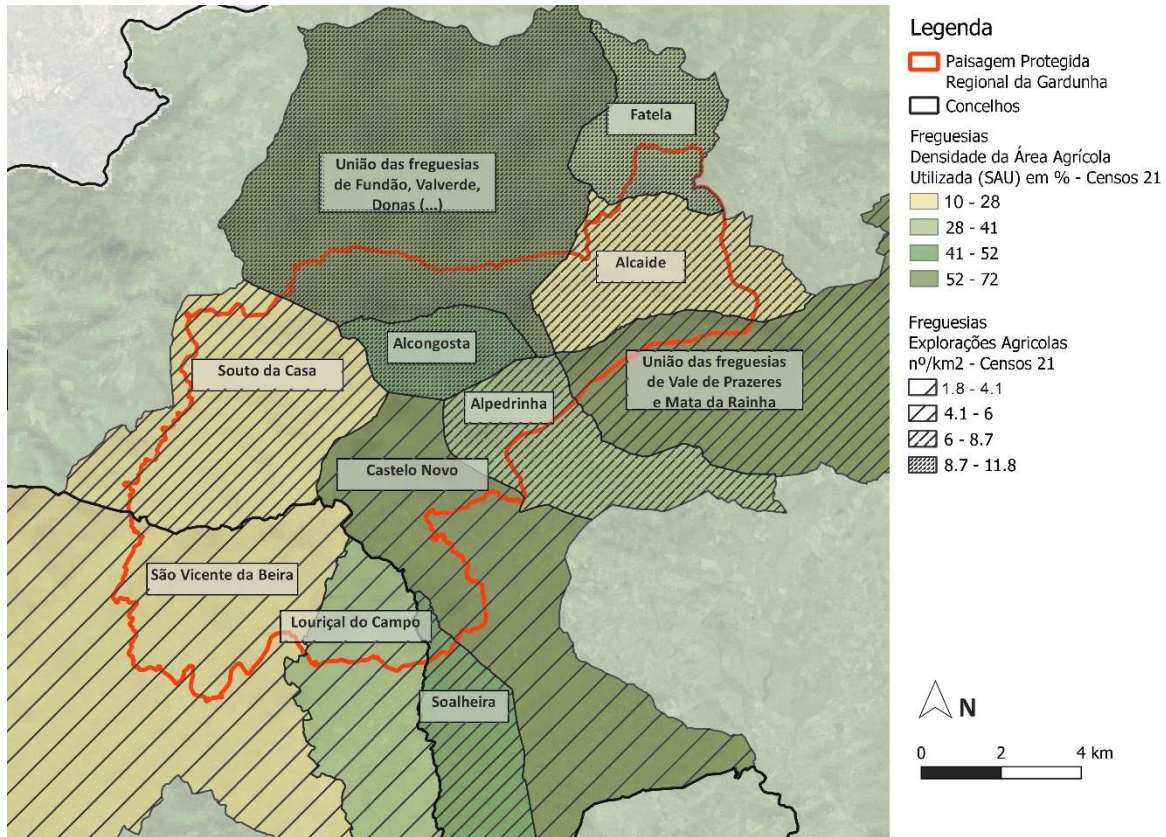 Fatela
União das freguesias
de Fundão, Valverde,
Donas (...)
Alcaide
Alcongosta
Souto da Casa
União das freguesias
de Vale de Prazeres
e Mata da Rainha
Alpedrinha
Castelo Novo
São Vicente da Beira
Louriçal do Campo
Soalheira
Legenda
Paisagem Protegida
Regional da Gardunha
Concelhos
Freguesias
Densidade da Área Agrícola
Utilizada (SAU) em % - Censos 21
10 - 28
28 - 41
41 - 52
52 - 72
Freguesias
Explorações Agricolas
nº/km2 - Censos 21
1.8 - 4.1
4.1 - 6
6 - 8.7
8.7 - 11.8
N
0 2 4 km